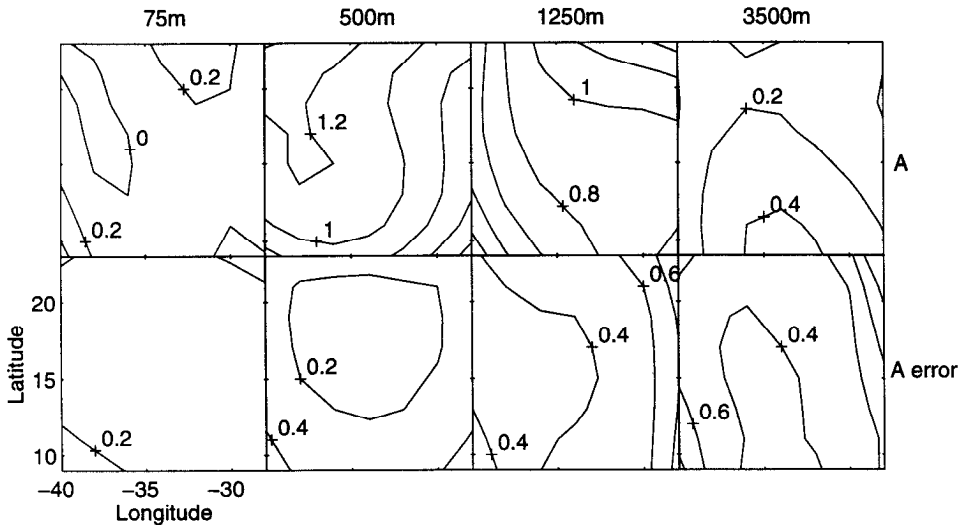 75m 500m 1250m 3500m
0.2 1.2 1 0.2
0 A
0.2 1 0.8 0.4
0.6
20 0.4 0.4
Latitude 15 0.2 A error
0.2 0.4 0.4 0.6
10
−40 −35 −30
Longitude